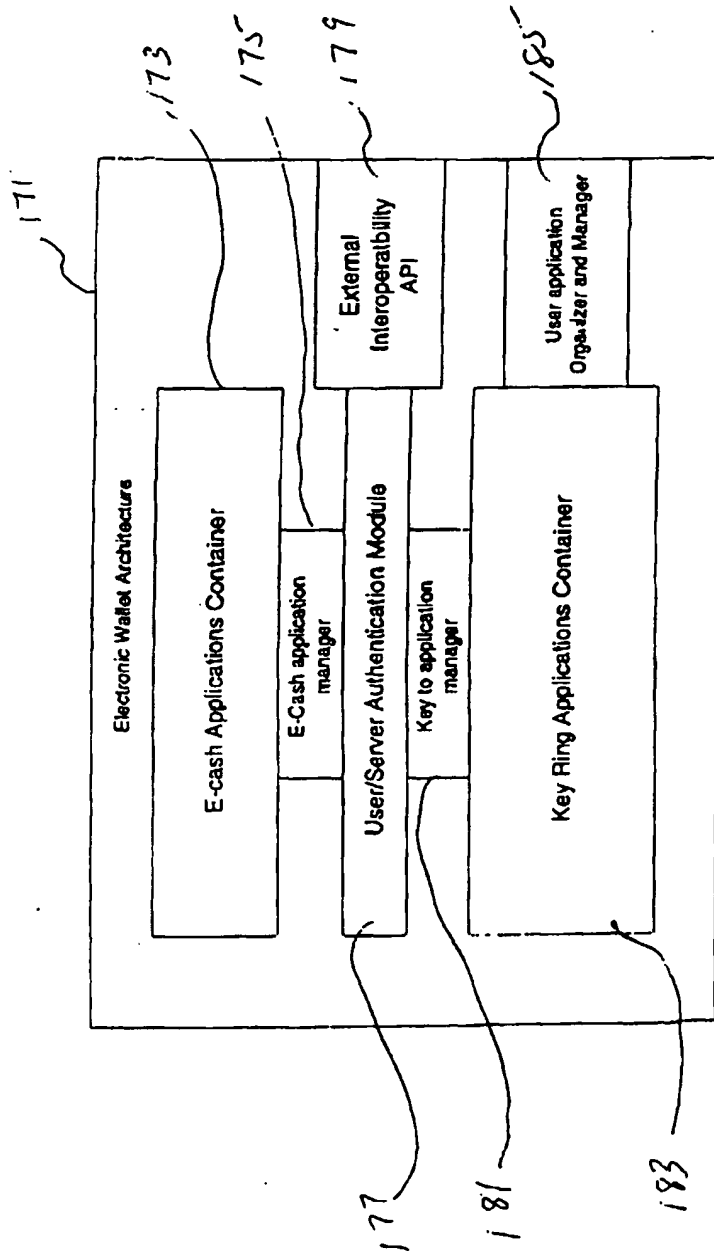 171
173
175
179
185
Electronic Wallet Architecture
E-cash Applications Container
E-Cash application
manager
User/Server Authentication Module
External
Interoperatbility
API
Key to application
manager
Key Ring Applications Container
User application
Organizer and Manager
177
181
183